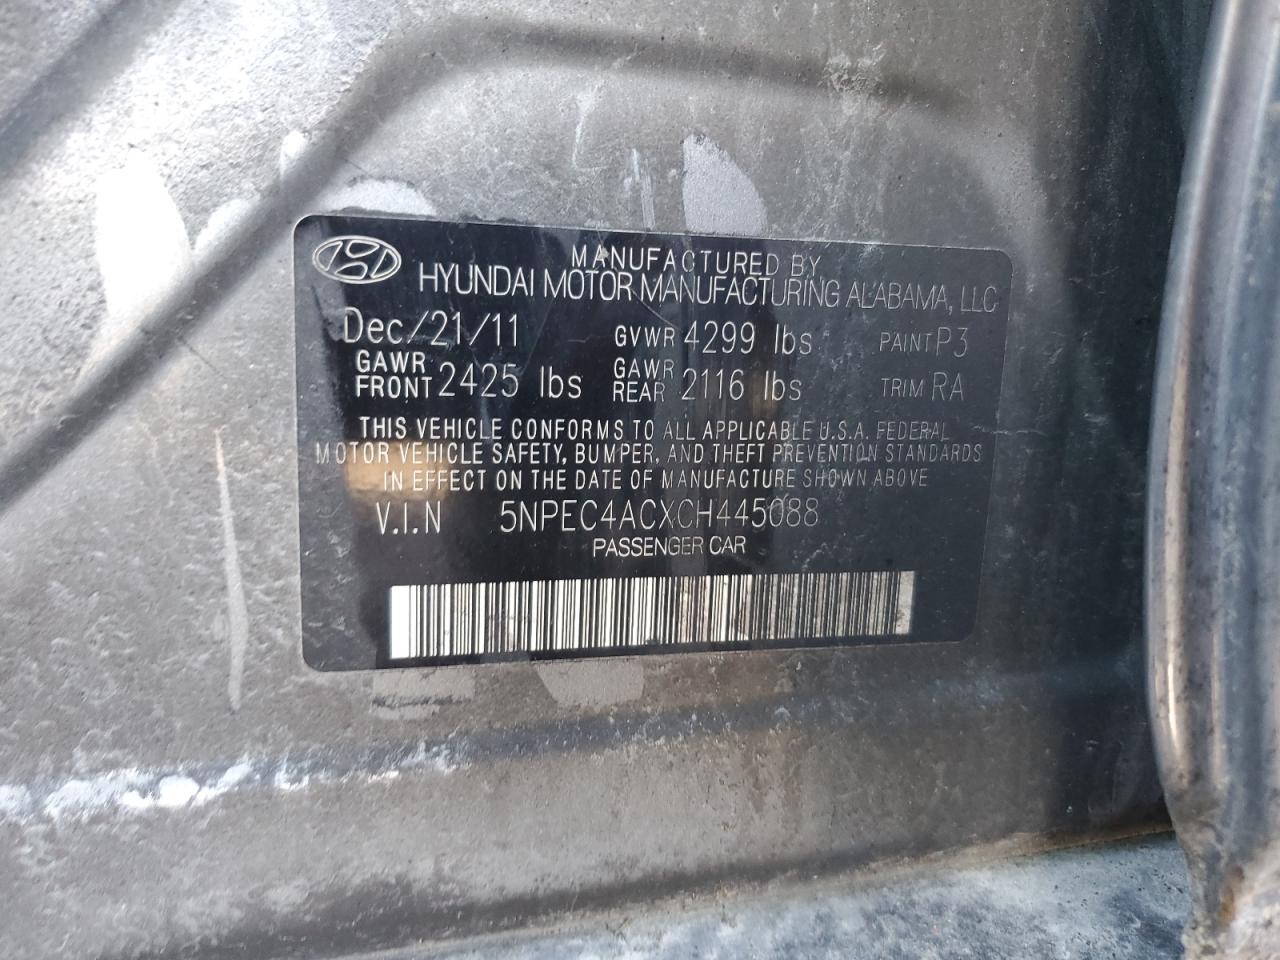 MANUFACTURED BY
HYUNDAI MOTOR MANUFACTURING ALABAMA, LLC
Dec/21/11 GVWR 4299 lbs PAINT P3
GAWR FRONT 2425 lbs GAWR REAR 2116 lbs TRIM RA
THIS VEHICLE CONFORMS TO ALL APPLICABLE U.S.A. FEDERAL
MOTOR VEHICLE SAFETY, BUMPER, AND THEFT PREVENTION STANDARDS
IN EFFECT ON THE DATE OF MANUFACTURE SHOWN ABOVE
V.I.N 5NPEC4ACXCH445088
PASSENGER CAR